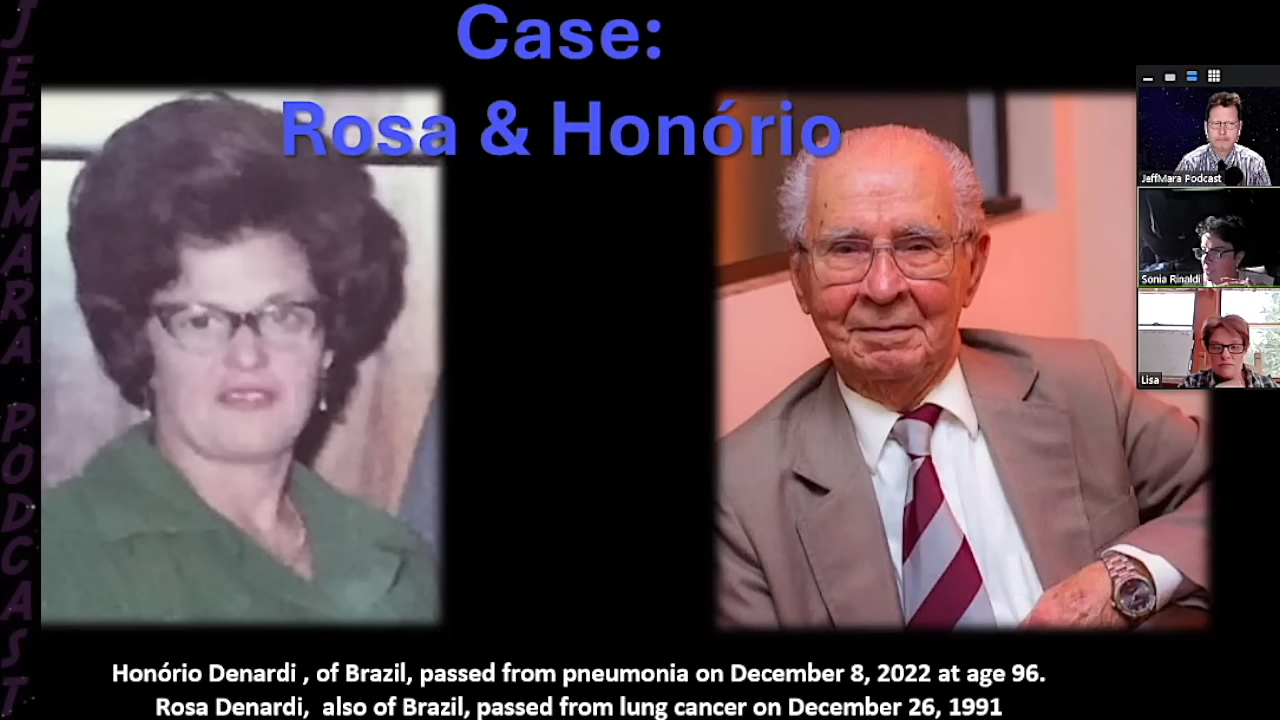 Case:
Rosa & Honório
JEFFMARA PODCAST
JeffMara Podcast
Sonia Rinaldi
Lisa
Honório Denardi , of Brazil, passed from pneumonia on December 8, 2022 at age 96.
Rosa Denardi, also of Brazil, passed from lung cancer on December 26, 1991